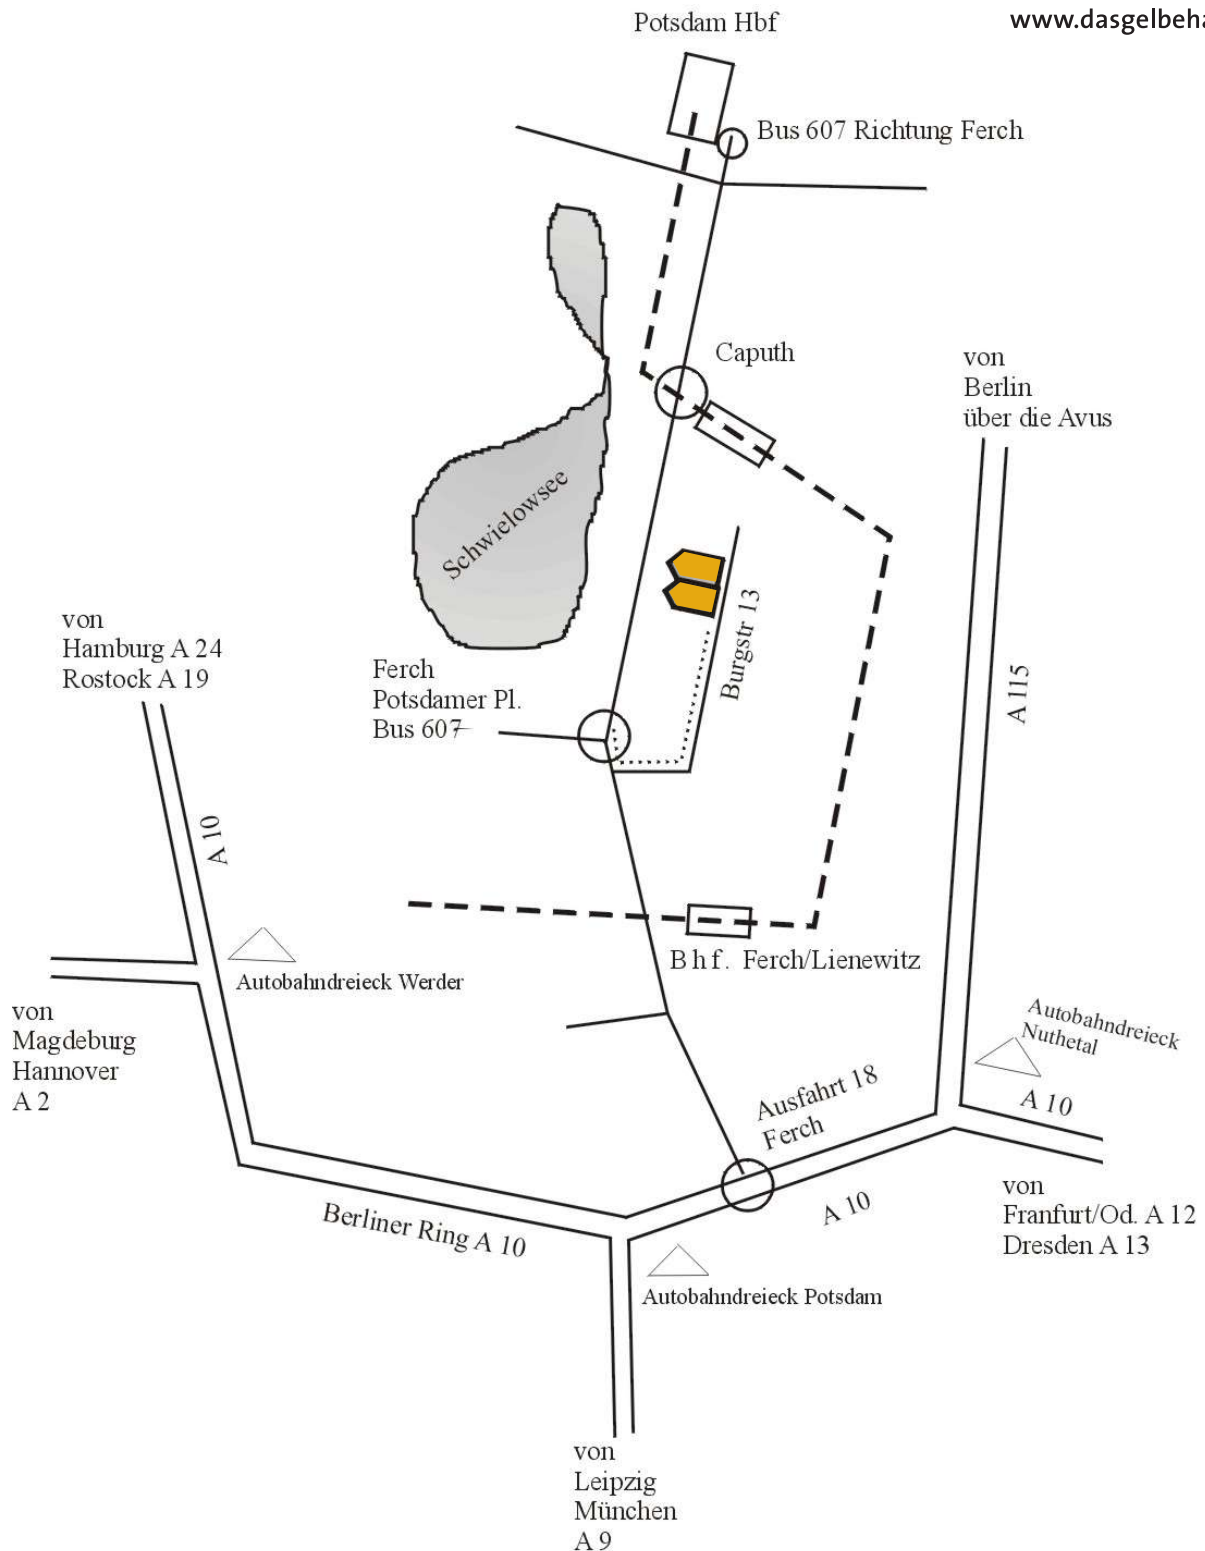 www.dasgelbeha
Potsdam Hbf
Bus 607 Richtung Ferch
Caputh
von
Berlin
über die Avus
Schwielowsee
Burgstr 13
von
Hamburg A 24
Rostock A 19
Ferch
Potsdamer Pl.
Bus 607
A 115
A 10
Bhf. Ferch/Lienewitz
Autobahndreieck Werder
von
Magdeburg
Hannover
A 2
Autobahndreieck
Nuthetal
A 10
Ausfahrt 18
Ferch
A 10
von
Franfurt/Od. A 12
Dresden A 13
Berliner Ring A 10
Autobahndreieck Potsdam
von
Leipzig
München
A 9